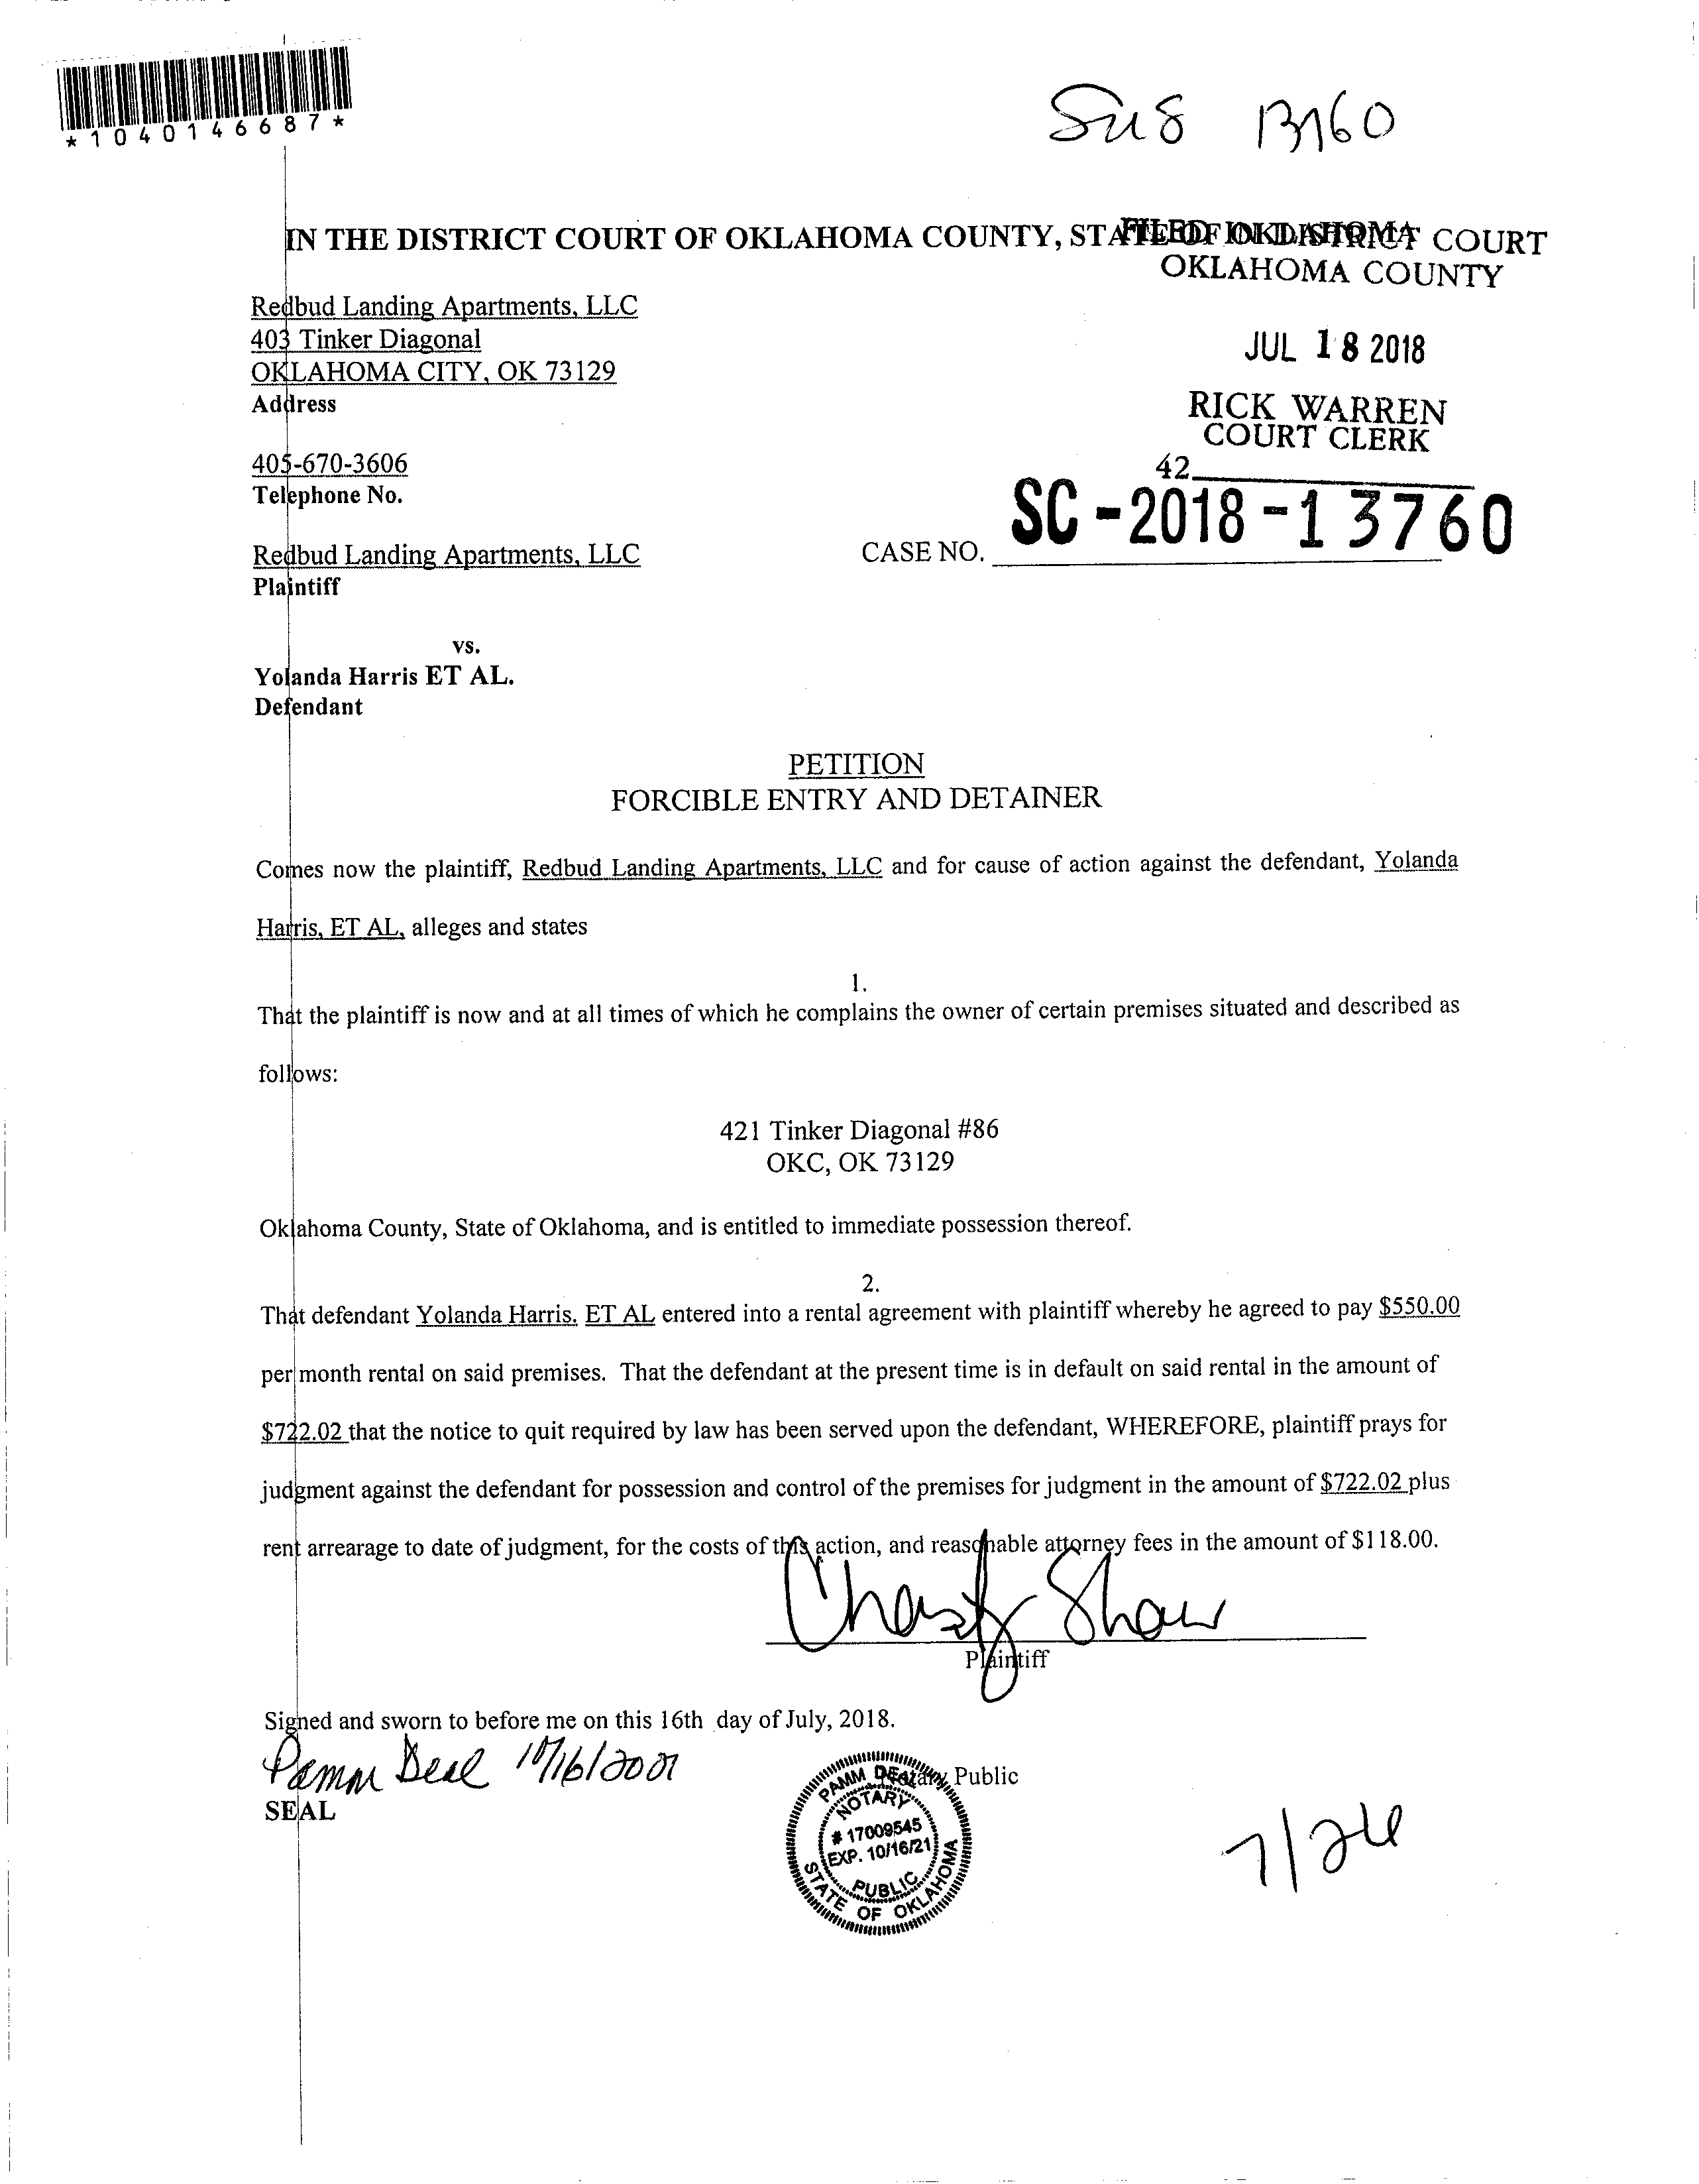 *1040146687*
IN THE DISTRICT COURT OF OKLAHOMA COUNTY, STATE OF OKLAHOMA
FILED IN DISTRICT COURT
OKLAHOMA COUNTY
Redbud Landing Apartments, LLC
403 Tinker Diagonal
OKLAHOMA CITY, OK 73129
Address
JUL 18 2018
RICK WARREN
COURT CLERK
42
405-670-3606
Telephone No.
SC-2018-13760
Redbud Landing Apartments, LLC
CASE NO.
Plaintiff
vs.
Yolanda Harris ET AL.
Defendant
PETITION
FORCIBLE ENTRY AND DETAINER
Comes now the plaintiff, Redbud Landing Apartments, LLC and for cause of action against the defendant, Yolanda
Harris, ET AL, alleges and states
1.
That the plaintiff is now and at all times of which he complains the owner of certain premises situated and described as
follows:
421 Tinker Diagonal #86
OKC, OK 73129
Oklahoma County, State of Oklahoma, and is entitled to immediate possession thereof.
2.
That defendant Yolanda Harris, ET AL entered into a rental agreement with plaintiff whereby he agreed to pay $550.00
per month rental on said premises. That the defendant at the present time is in default on said rental in the amount of
$722.02 that the notice to quit required by law has been served upon the defendant, WHEREFORE, plaintiff prays for
judgment against the defendant for possession and control of the premises for judgment in the amount of $722.02 plus
rent arrearage to date of judgment, for the costs of this action, and reasonable attorney fees in the amount of $118.00.
Chasity Shaw
Plaintiff
Signed and sworn to before me on this 16th day of July, 2018.
Pamm Deal
Notary Public
SEAL
PAMM DEAL
NOTARY
# 17009545
EXP. 10/16/21
PUBLIC
STATE OF OKLAHOMA
7/26